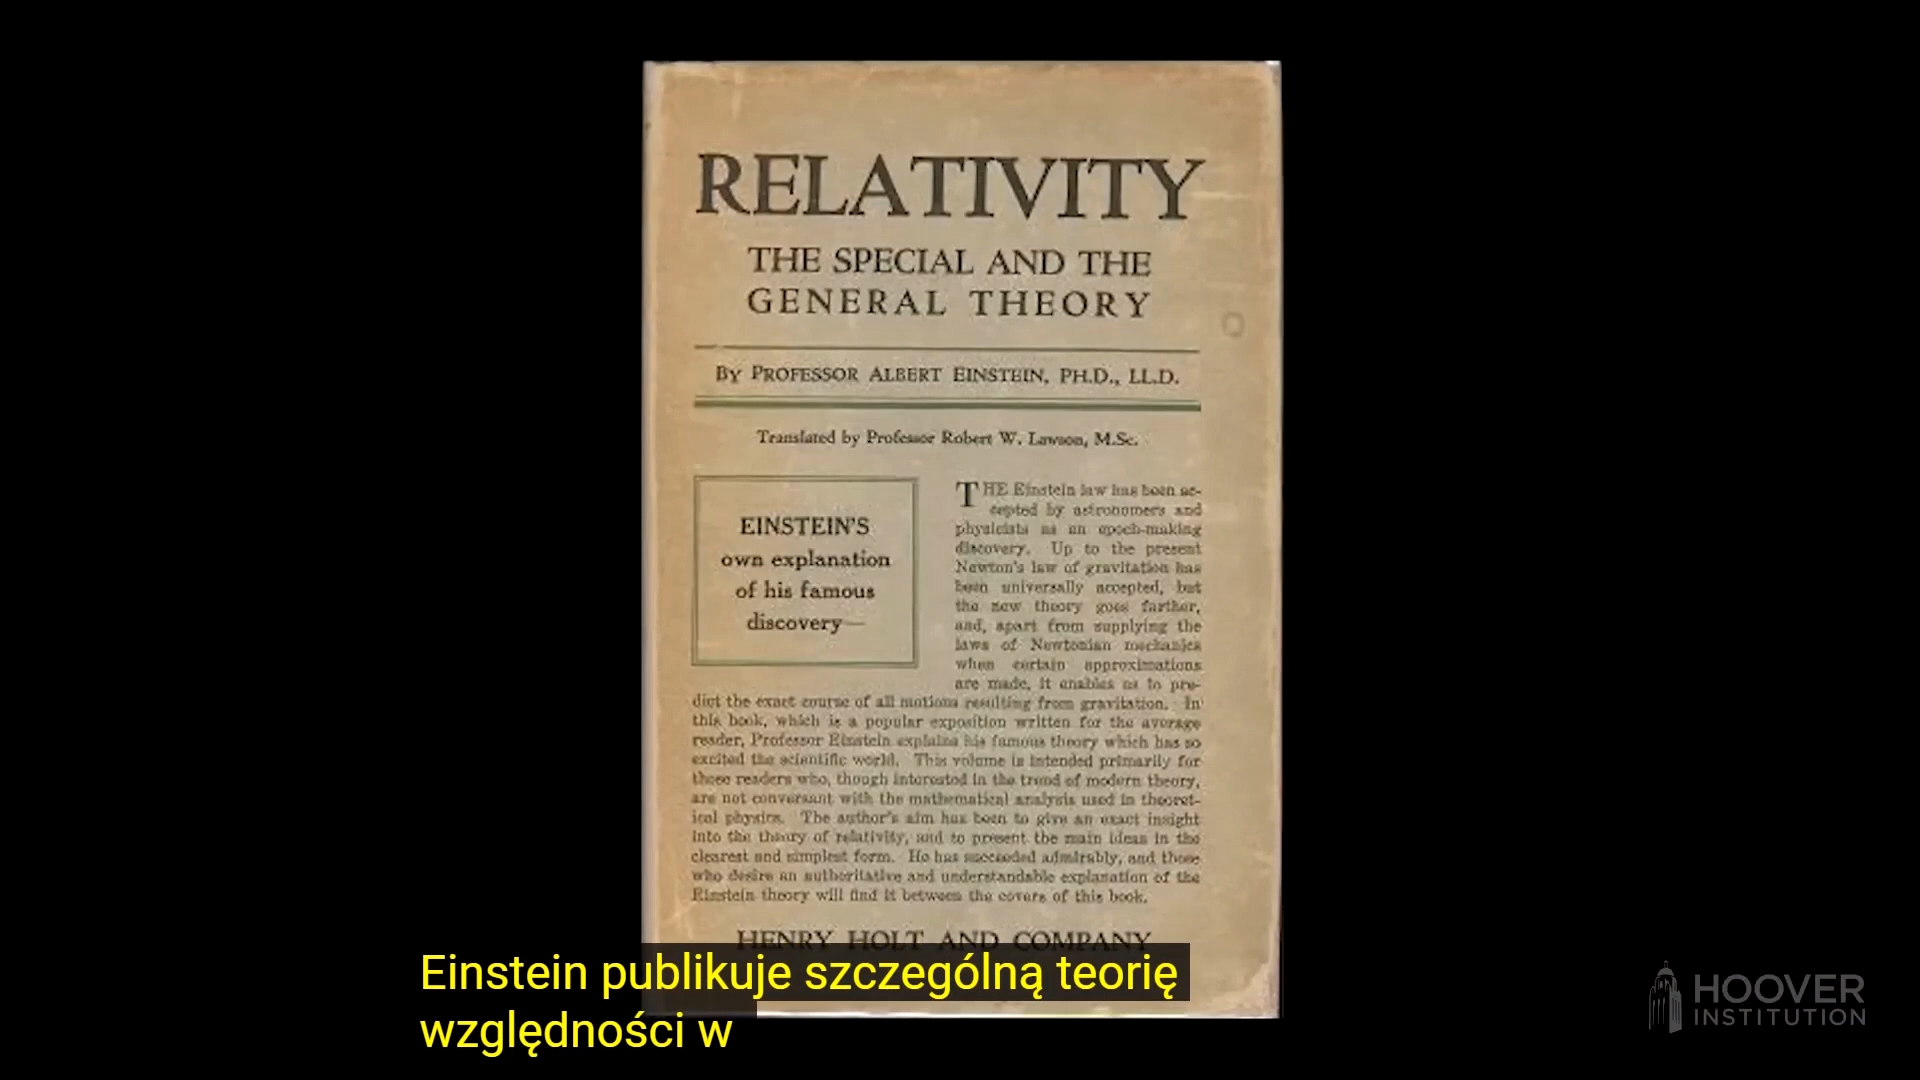 RELATIVITY
THE SPECIAL AND THE
GENERAL THEORY
BY PROFESSOR ALBERT EINSTEIN, PH.D., LL.D.
Translated by Professor Robert W. Lawson, M.Sc.
EINSTEIN'S
own explanation
of his famous
discovery—
THE Einstein law has been ac-
cepted by astronomers and
physicists as an epoch-making
discovery. Up to the present
Newton's law of gravitation has
been universally accepted, but
the new theory goes farther,
and, apart from supplying the
laws of Newtonian mechanics
when certain approximations
are made, it enables us to pre-
dict the exact course of all motions resulting from gravitation. In
this book, which is a popular exposition written for the average
reader, Professor Einstein explains his famous theory which has so
excited the scientific world. This volume is intended primarily for
those readers who, though interested in the trend of modern theory,
are not conversant with the mathematical analysis used in theoret-
ical physics. The author's aim has been to give an exact insight
into the theory of relativity, and to present the main ideas in the
clearest and simplest form. He has succeeded admirably, and those
who desire an authoritative and understandable explanation of the
Einstein theory will find it between the covers of this book.
HENRY HOLT AND COMPANY
Einstein publikuje szczególną teorię
względności w
HOOVER
INSTITUTION